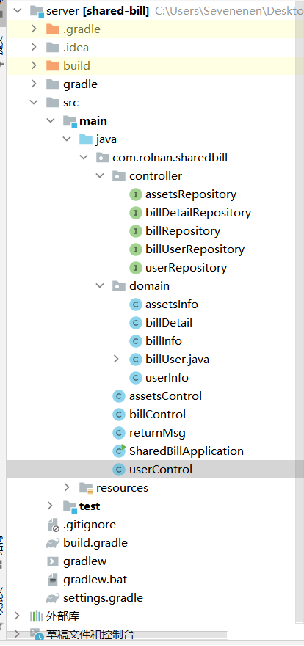 server [shared-bill] C:\Users\Sevenenen\Deskto
.gradle
.idea
build
gradle
src
main
java
com.rolnan.sharedbill
controller
assetsRepository
billDetailRepository
billRepository
billUserRepository
userRepository
domain
assetsInfo
billDetail
billInfo
billUser.java
userInfo
assetsControl
billControl
returnMsg
SharedBillApplication
userControl
resources
test
.gitignore
build.gradle
gradlew
gradlew.bat
settings.gradle
外部库
草稿文件和控制台